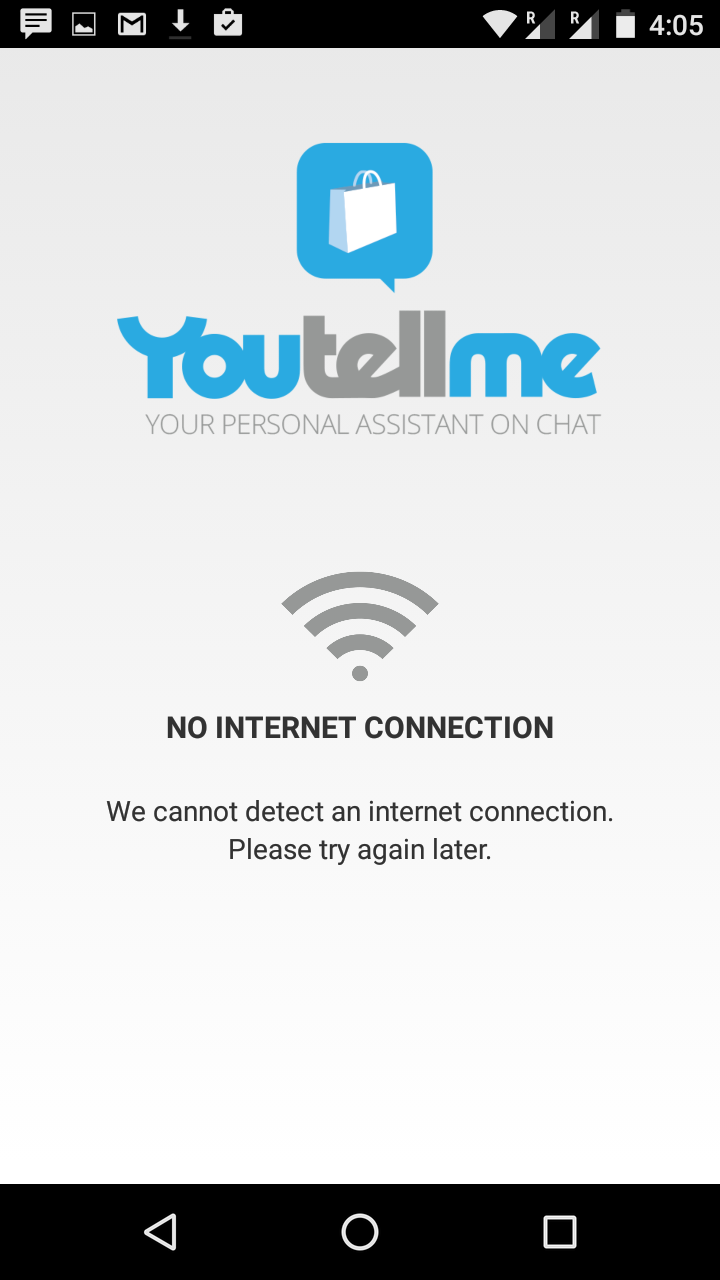 R R 4:05
Youtellme
YOUR PERSONAL ASSISTANT ON CHAT
NO INTERNET CONNECTION
We cannot detect an internet connection.
Please try again later.